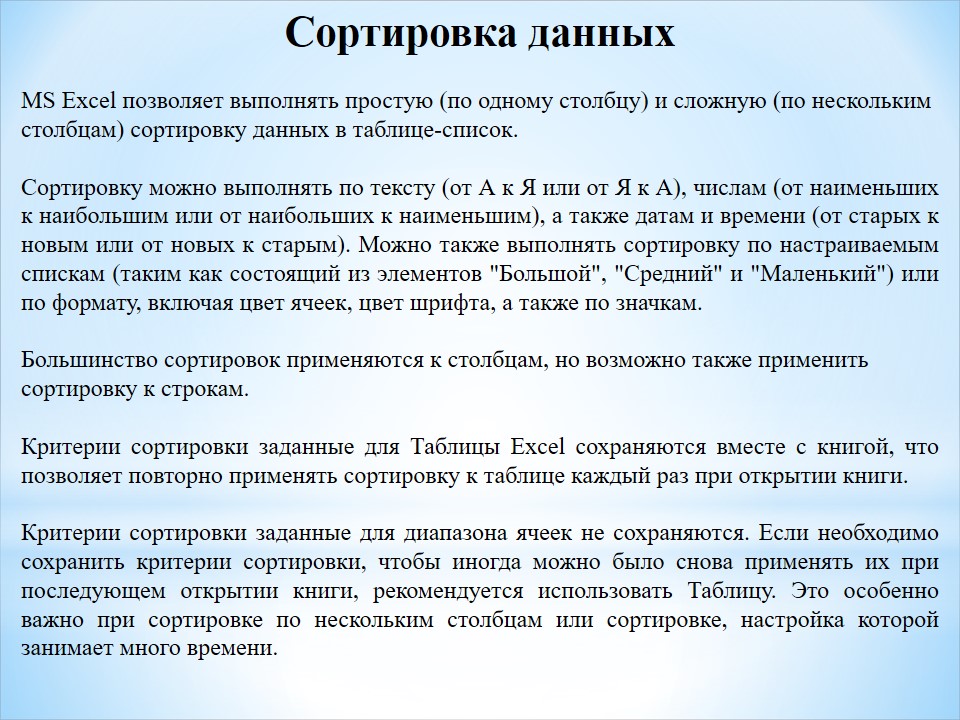 Сортировка данных
MS Excel позволяет выполнять простую (по одному столбцу) и сложную (по нескольким
столбцам) сортировку данных в таблице-список.
Сортировку можно выполнять по тексту (от А к Я или от Я к А), числам (от наименьших
к наибольшим или от наибольших к наименьшим), а также датам и времени (от старых к
новым или от новых к старым). Можно также выполнять сортировку по настраиваемым
спискам (таким как состоящий из элементов "Большой", "Средний" и "Маленький") или
по формату, включая цвет ячеек, цвет шрифта, а также по значкам.
Большинство сортировок применяются к столбцам, но возможно также применить
сортировку к строкам.
Критерии сортировки заданные для Таблицы Excel сохраняются вместе с книгой, что
позволяет повторно применять сортировку к таблице каждый раз при открытии книги.
Критерии сортировки заданные для диапазона ячеек не сохраняются. Если необходимо
сохранить критерии сортировки, чтобы иногда можно было снова применять их при
последующем открытии книги, рекомендуется использовать Таблицу. Это особенно
важно при сортировке по нескольким столбцам или сортировке, настройка которой
занимает много времени.